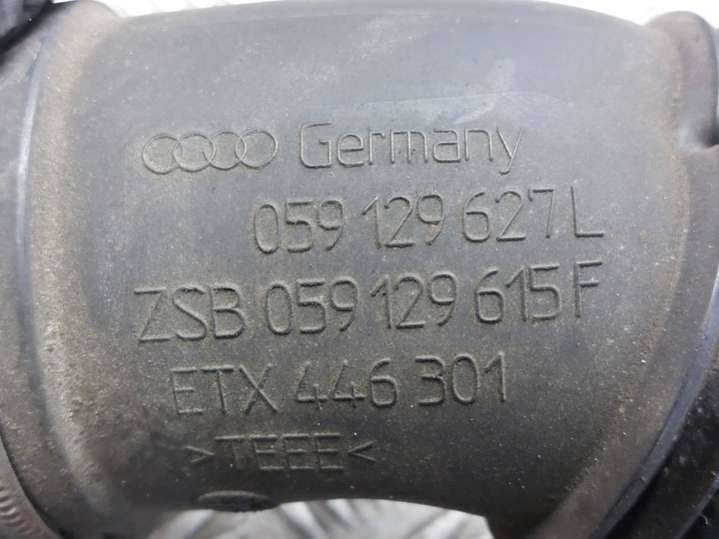 Germany
059 129 627 L
ZSB 059 129 615 F
ETX 446 301
>TEEE<